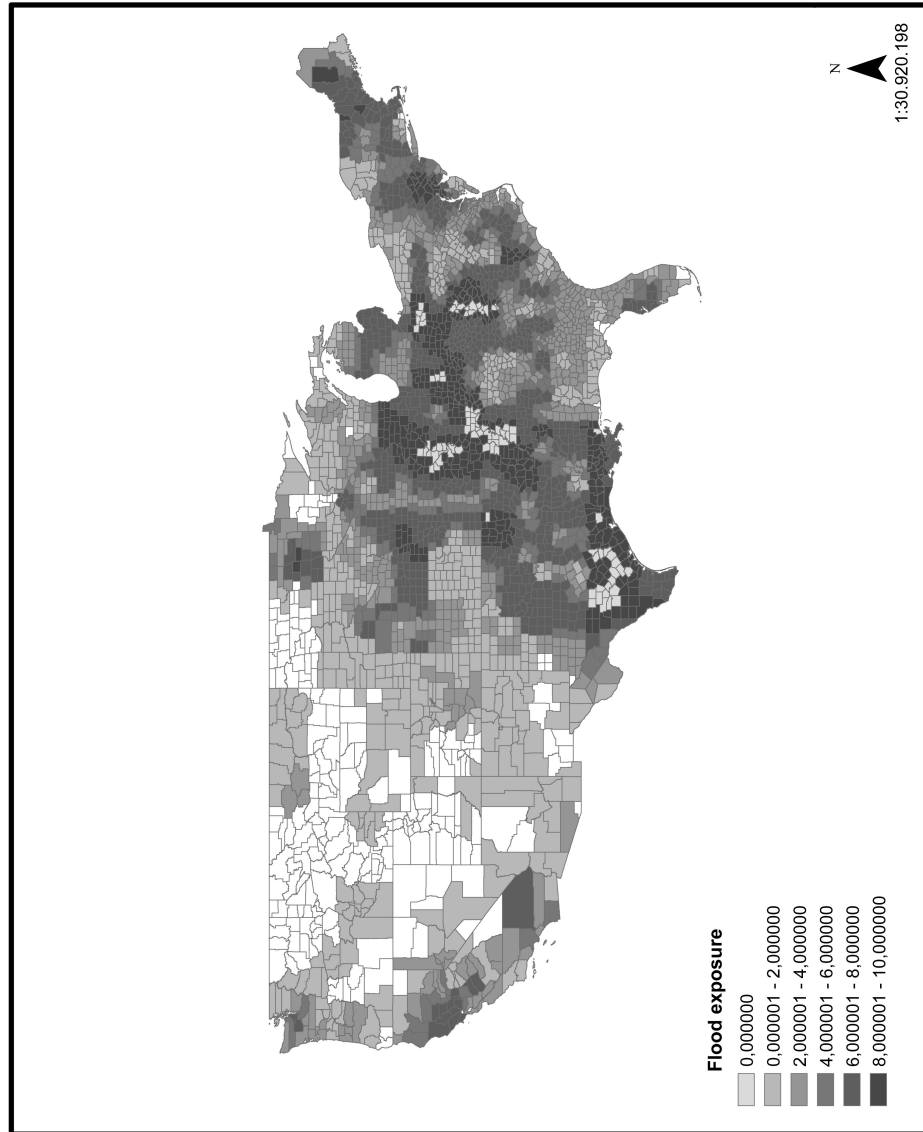 Flood exposure
0,000000
0,000001 - 2,000000
2,000001 - 4,000000
4,000001 - 6,000000
6,000001 - 8,000000
8,000001 - 10,000000
N
1:30.920.198